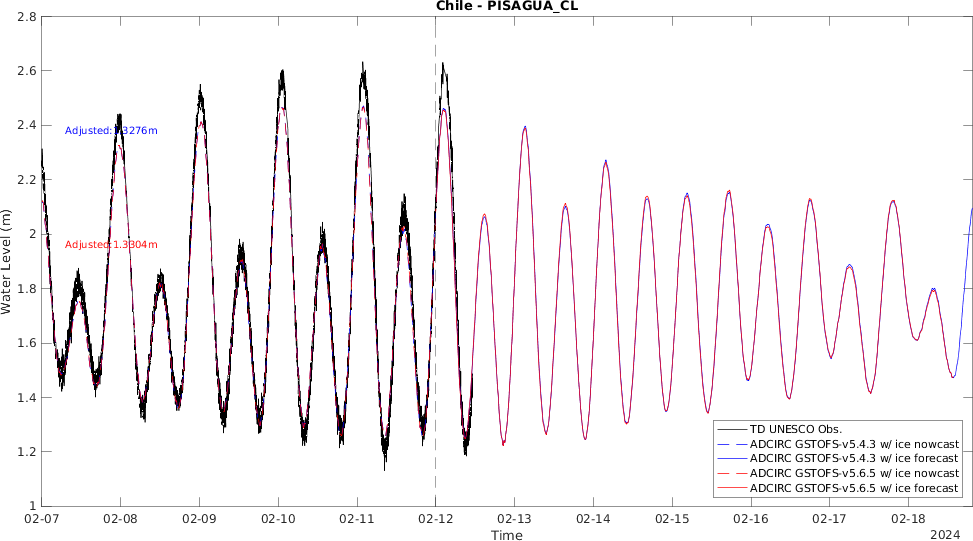 Chile - PISAGUA_CL
2.8
2.6
2.4
2.2
2
1.8
1.6
1.4
1.2
1
Water Level (m)
Adjusted:1.3276m
Adjusted:1.3304m
TD UNESCO Obs.
ADCIRC GSTOFS-v5.4.3 w/ ice nowcast
ADCIRC GSTOFS-v5.4.3 w/ ice forecast
ADCIRC GSTOFS-v5.6.5 w/ ice nowcast
ADCIRC GSTOFS-v5.6.5 w/ ice forecast
02-07 02-08 02-09 02-10 02-11 02-12 02-13 02-14 02-15 02-16 02-17 02-18
Time
2024